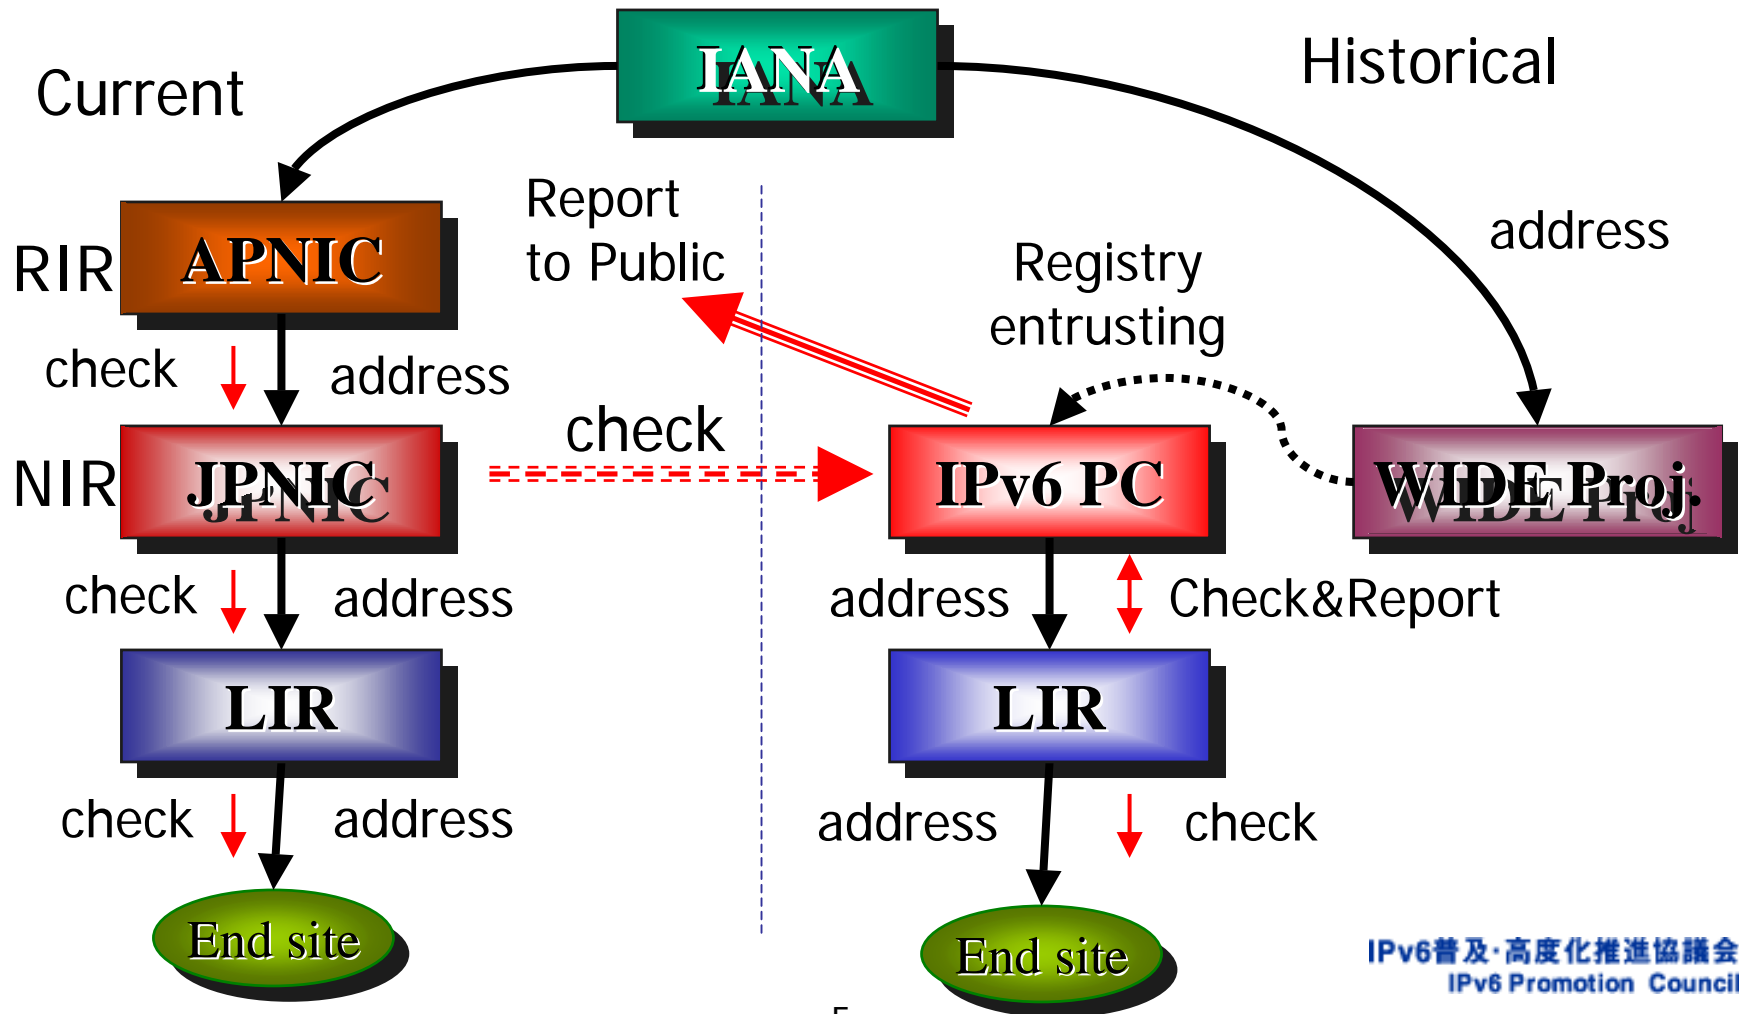 IANA
Current
Historical
Report
to Public
RIR
APNIC
address
Registry
entrusting
check
address
check
NIR
JPNIC
IPv6 PC
WIDE Proj.
check
address
address
Check&Report
LIR
LIR
check
address
address
check
End site
End site
IPv6普及・高度化推進協議会
IPv6 Promotion Council